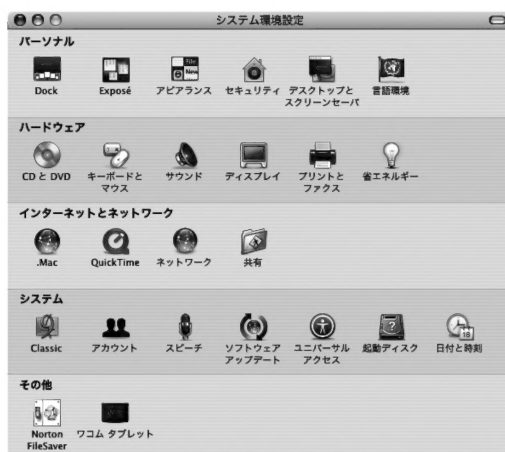 システム環境設定
パーソナル
Dock
Exposé
アピアランス
セキュリティ
デスクトップと
スクリーンセーバ
言語環境
ハードウェア
CD と DVD
キーボードと
マウス
サウンド
ディスプレイ
プリントと
ファクス
省エネルギー
インターネットとネットワーク
.Mac
QuickTime
ネットワーク
共有
システム
Classic
アカウント
スピーチ
ソフトウェア
アップデート
ユニバーサル
アクセス
起動ディスク
日付と時刻
その他
Norton
FileSaver
ワコム タブレット